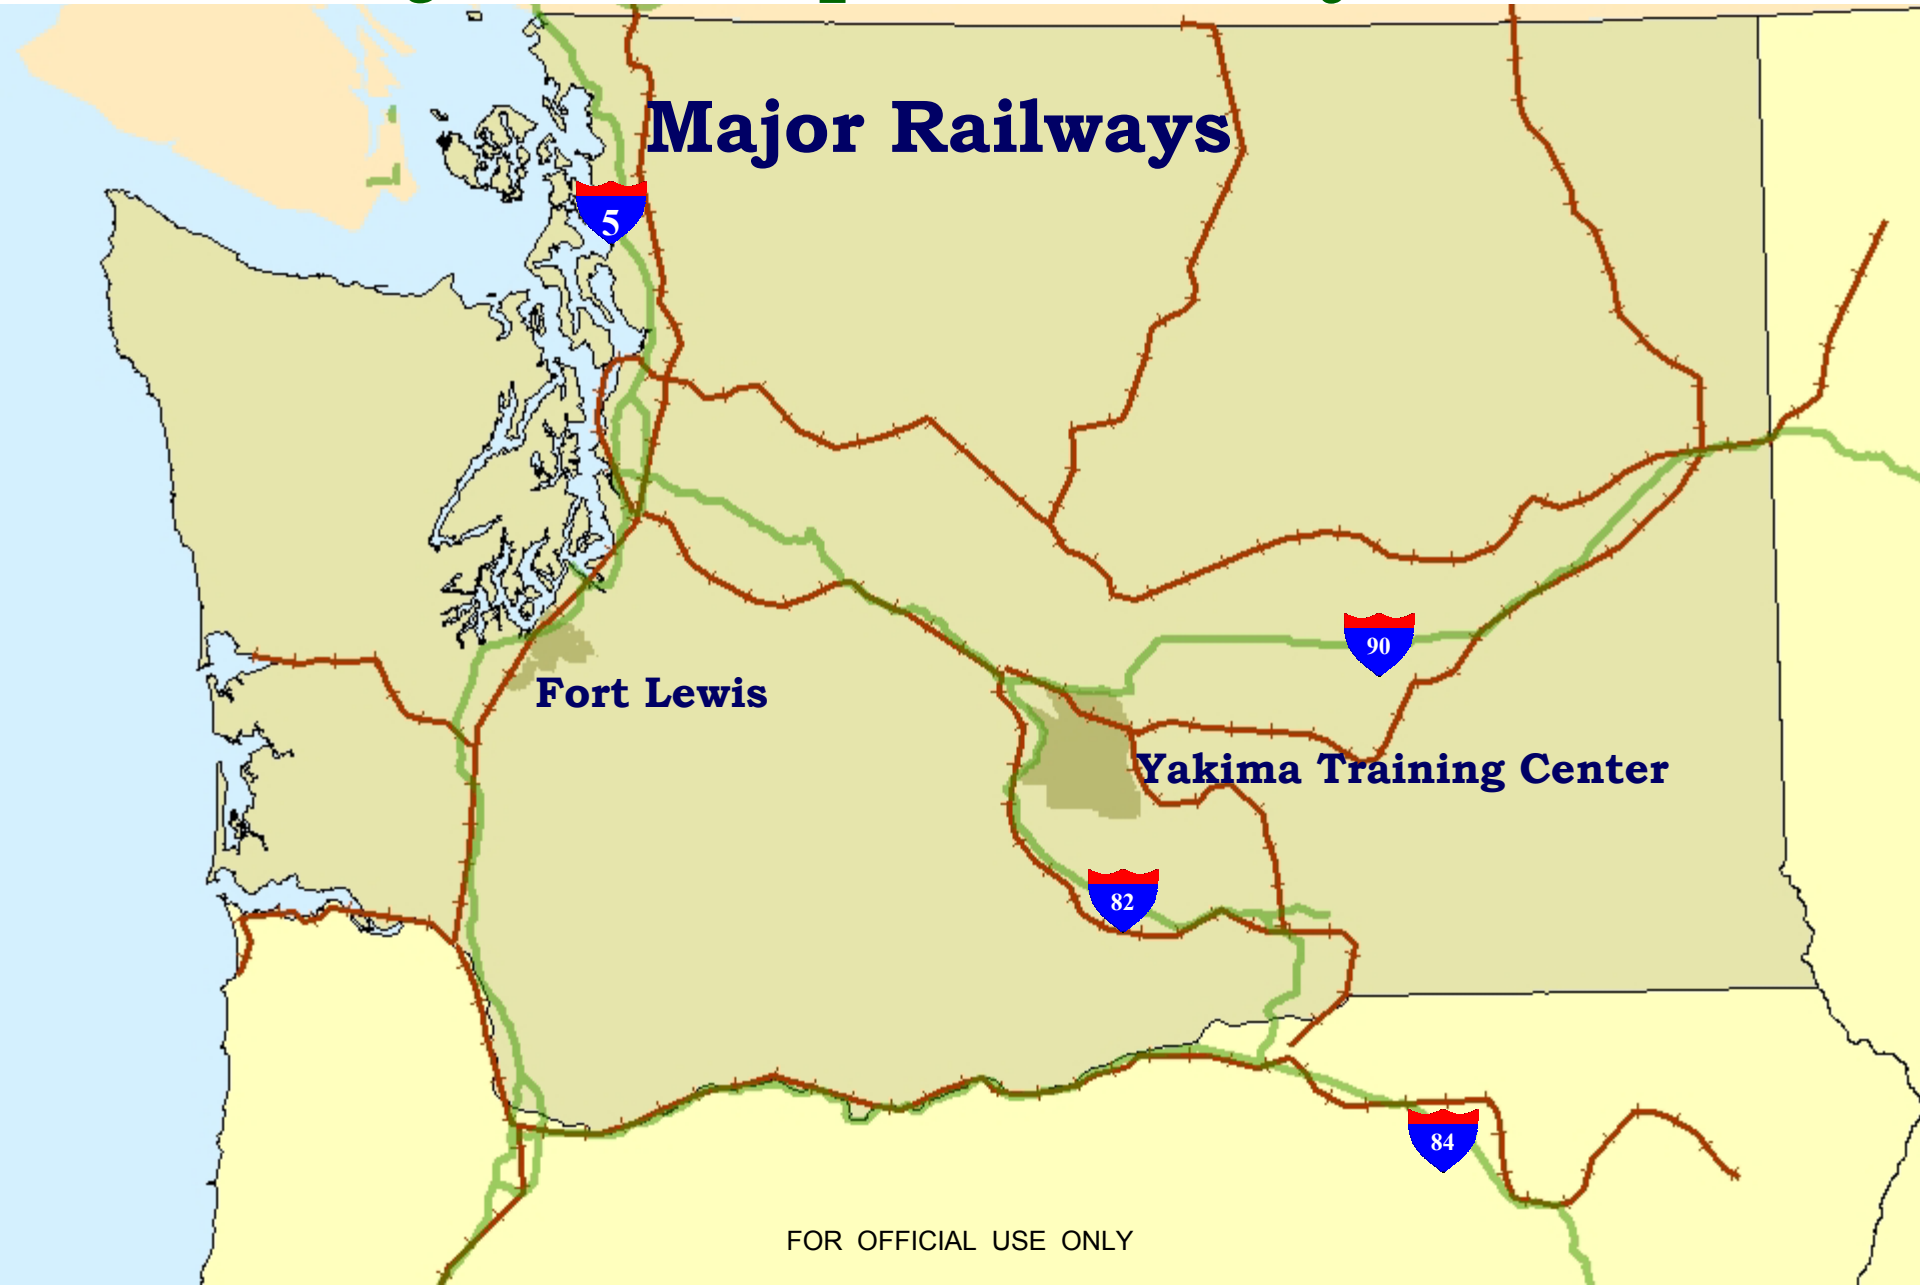 Major Railways
5
90
Fort Lewis
Yakima Training Center
82
84
FOR OFFICIAL USE ONLY